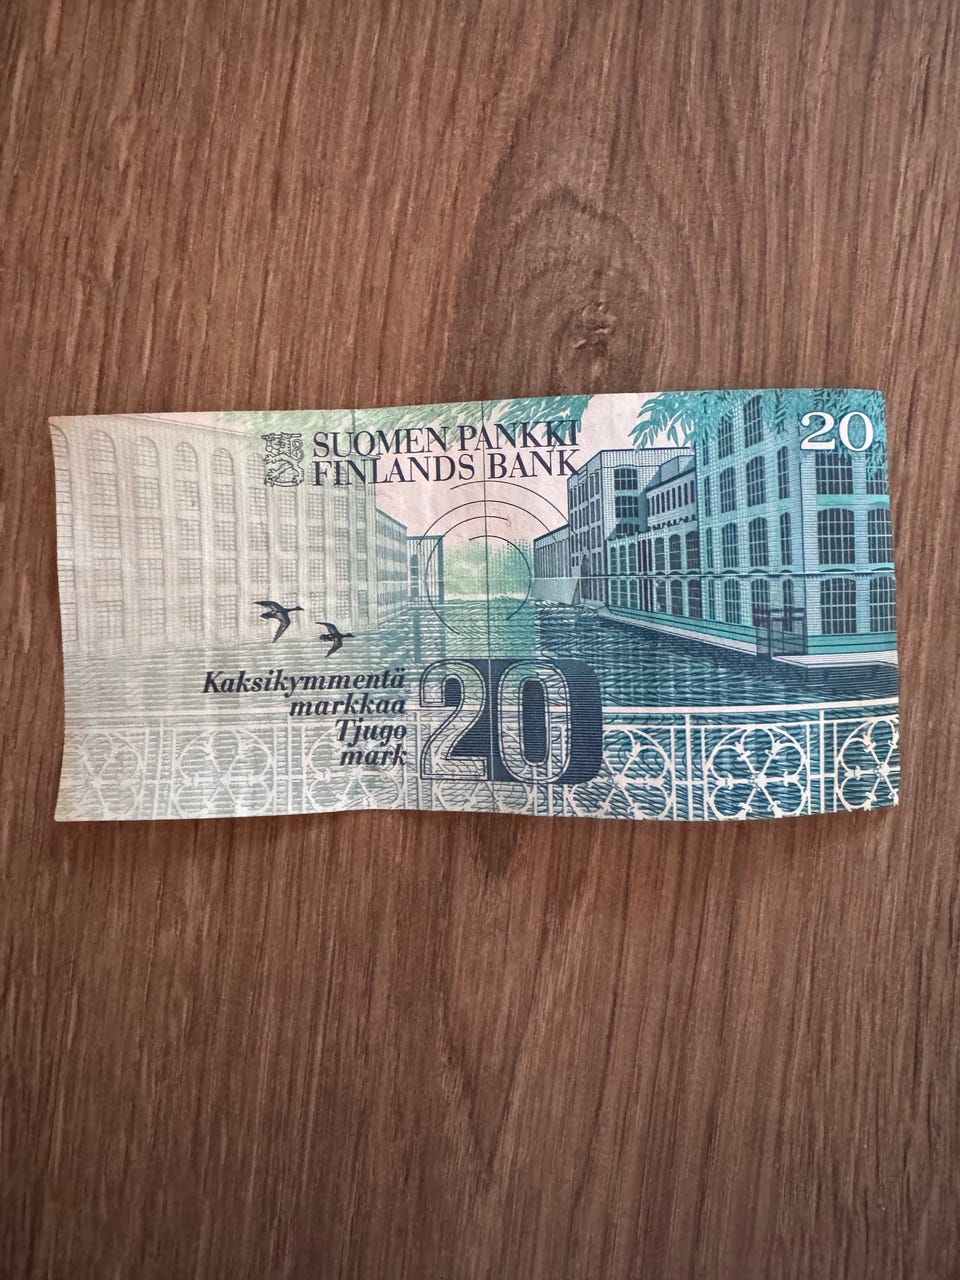 SUOMEN PANKKI
FINLANDS BANK
20
Kaksikymmentä
markkaa
Tjugo
mark
20